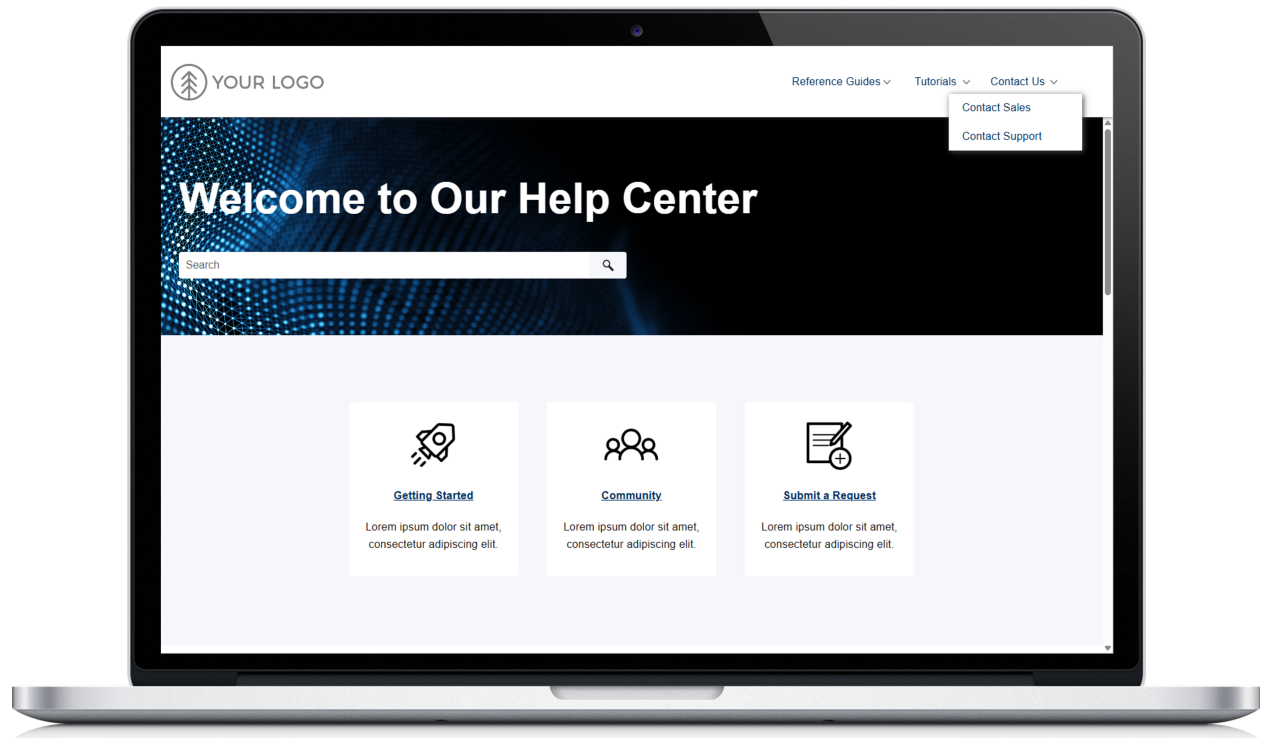 YOUR LOGO
Reference Guides
Tutorials
Contact Us
Contact Sales
Contact Support
Welcome to Our Help Center
Search
Getting Started
Lorem ipsum dolor sit amet,
consectetur adipiscing elit.
Community
Lorem ipsum dolor sit amet,
consectetur adipiscing elit.
Submit a Request
Lorem ipsum dolor sit amet,
consectetur adipiscing elit.